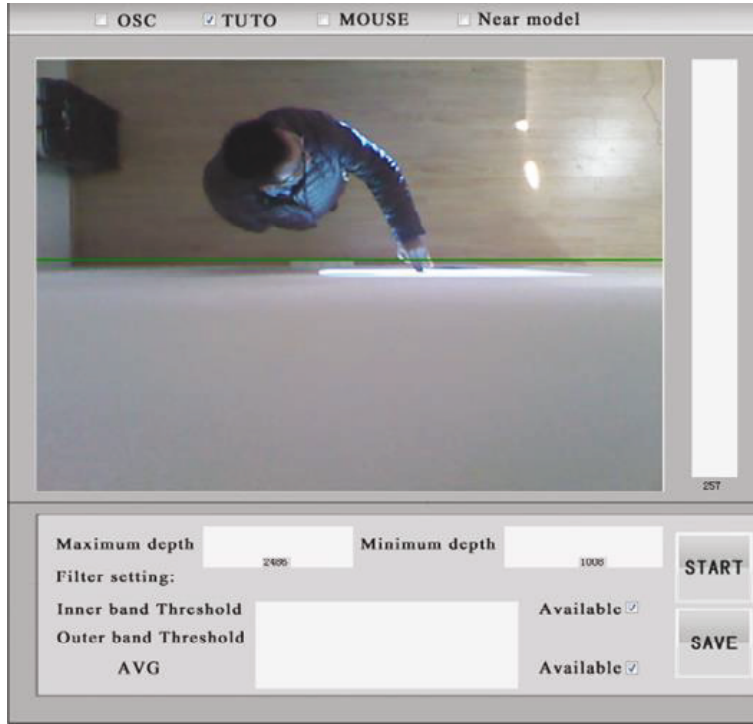 OSC TUTO MOUSE Near model
257
Maximum depth 2486 Minimum depth 1008
START
Filter setting:
Inner band Threshold Available
Outer band Threshold
SAVE
AVG Available